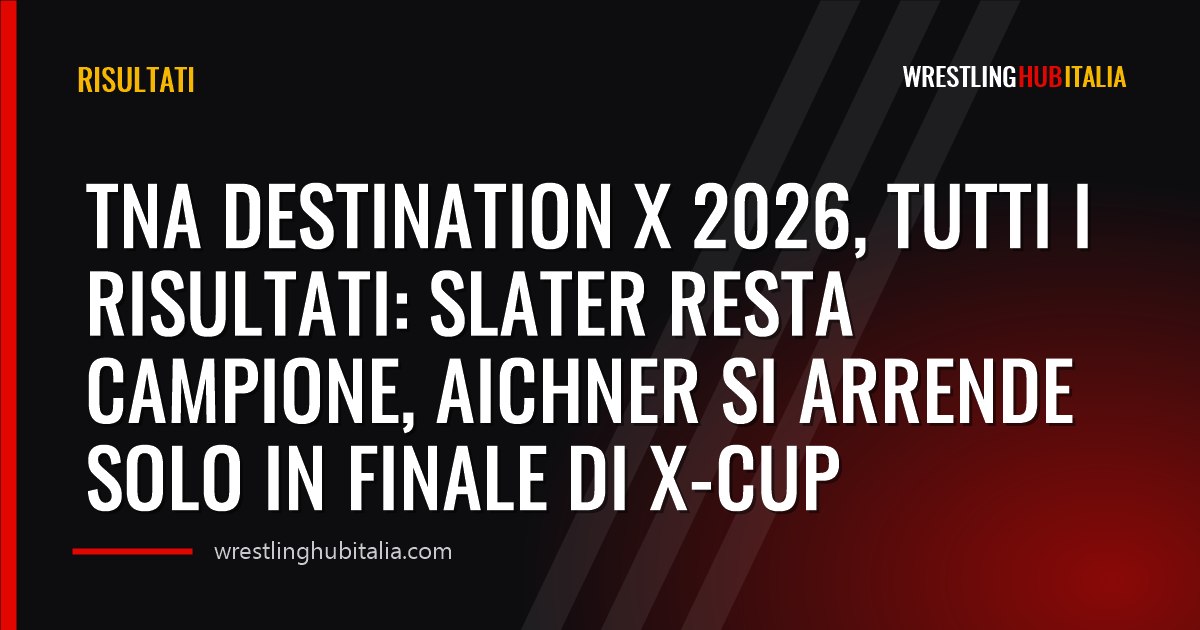 RISULTATI
WRESTLINGHUBITALIA
TNA DESTINATION X 2026, TUTTI I
RISULTATI: SLATER RESTA
CAMPIONE, AICHNER SI ARRENDE
SOLO IN FINALE DI X-CUP
wrestlinghubitalia.com